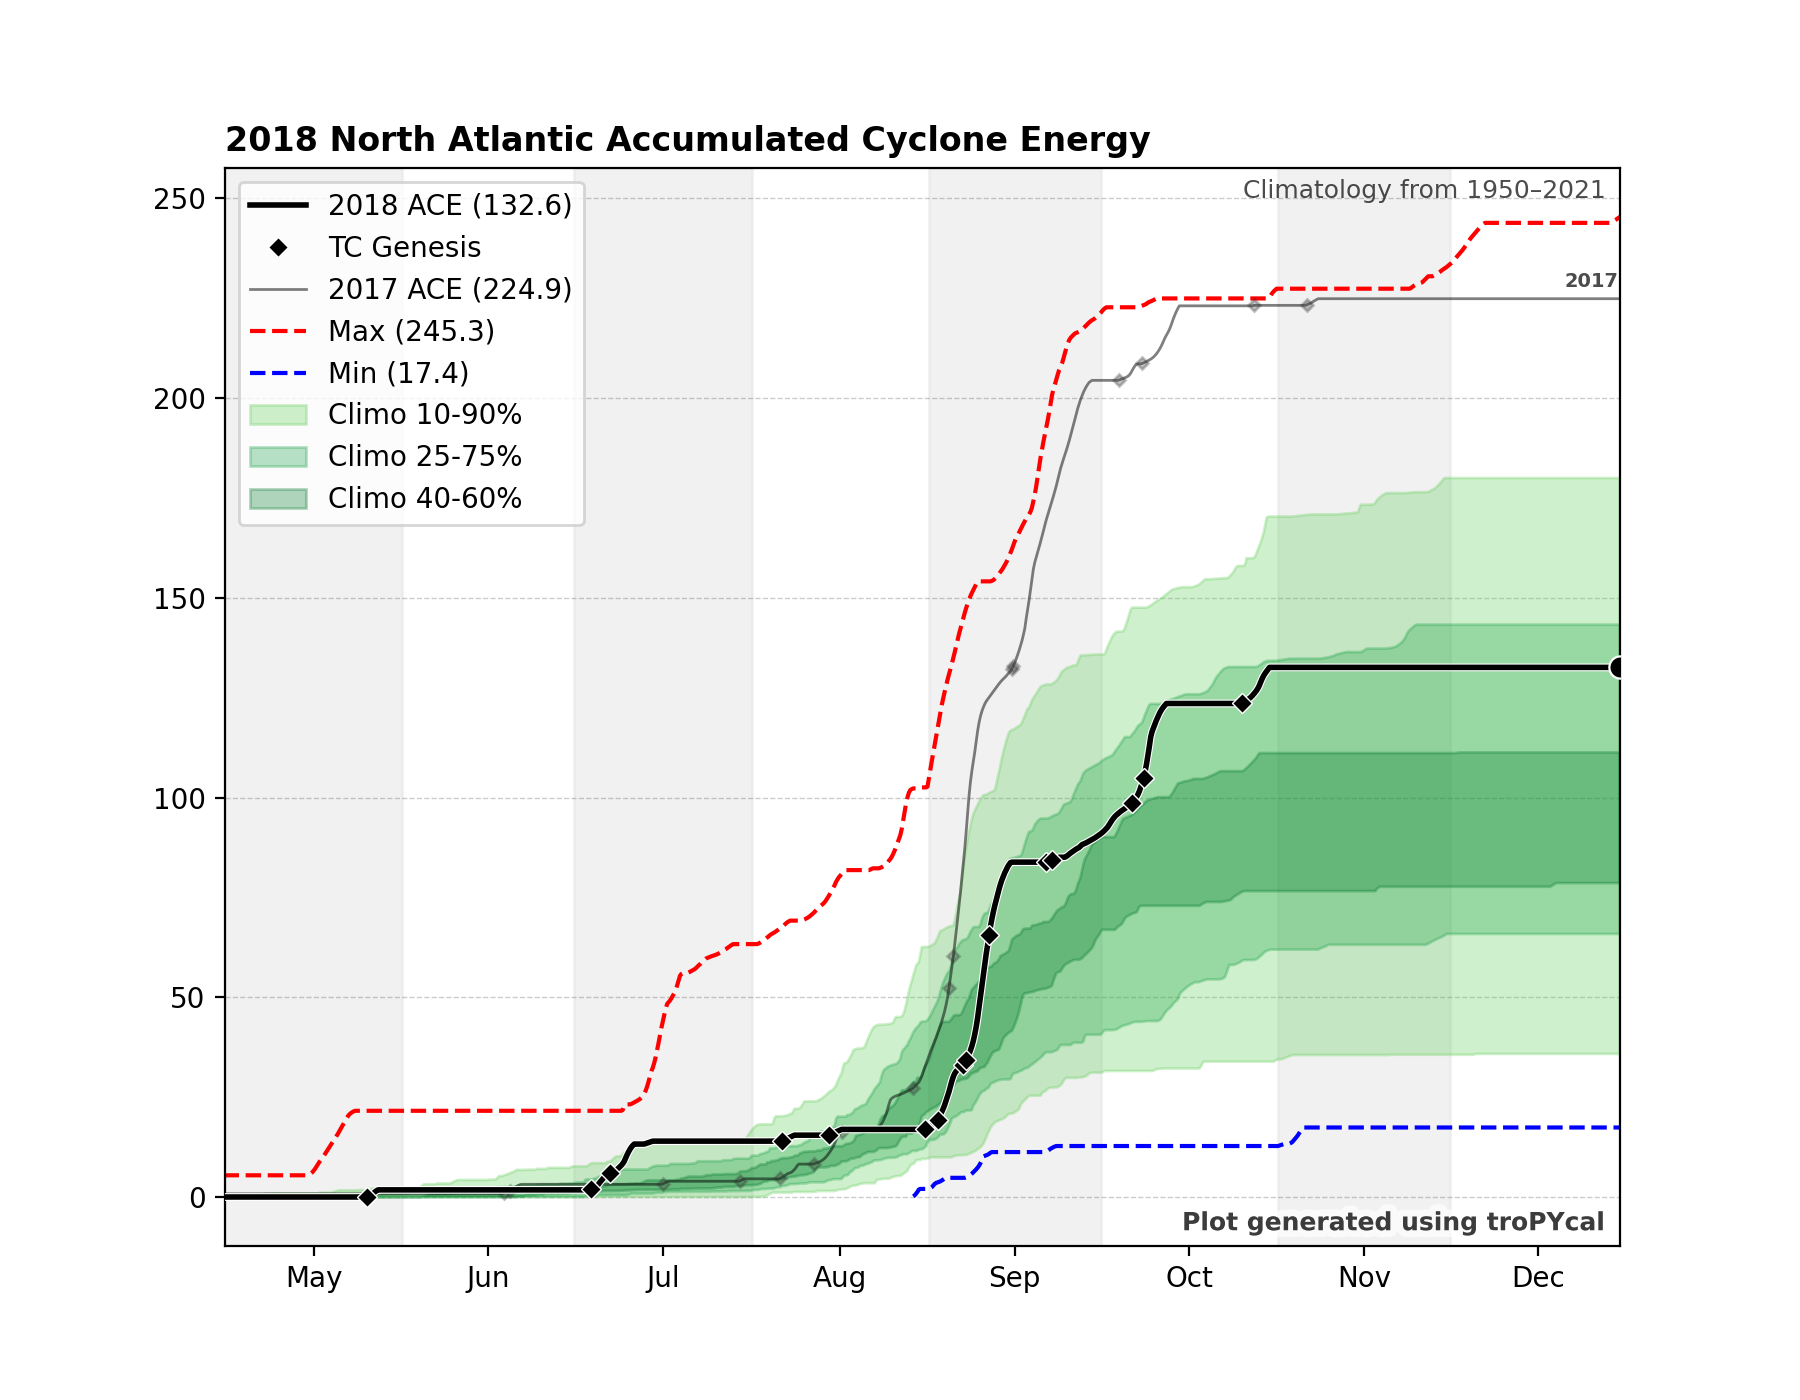 2018 North Atlantic Accumulated Cyclone Energy
Climatology from 1950–2021
2018 ACE (132.6)
TC Genesis
2017 ACE (224.9)
Max (245.3)
Min (17.4)
Climo 10-90%
Climo 25-75%
Climo 40-60%
2017
250
200
150
100
50
0
Plot generated using troPYcal
May Jun Jul Aug Sep Oct Nov Dec